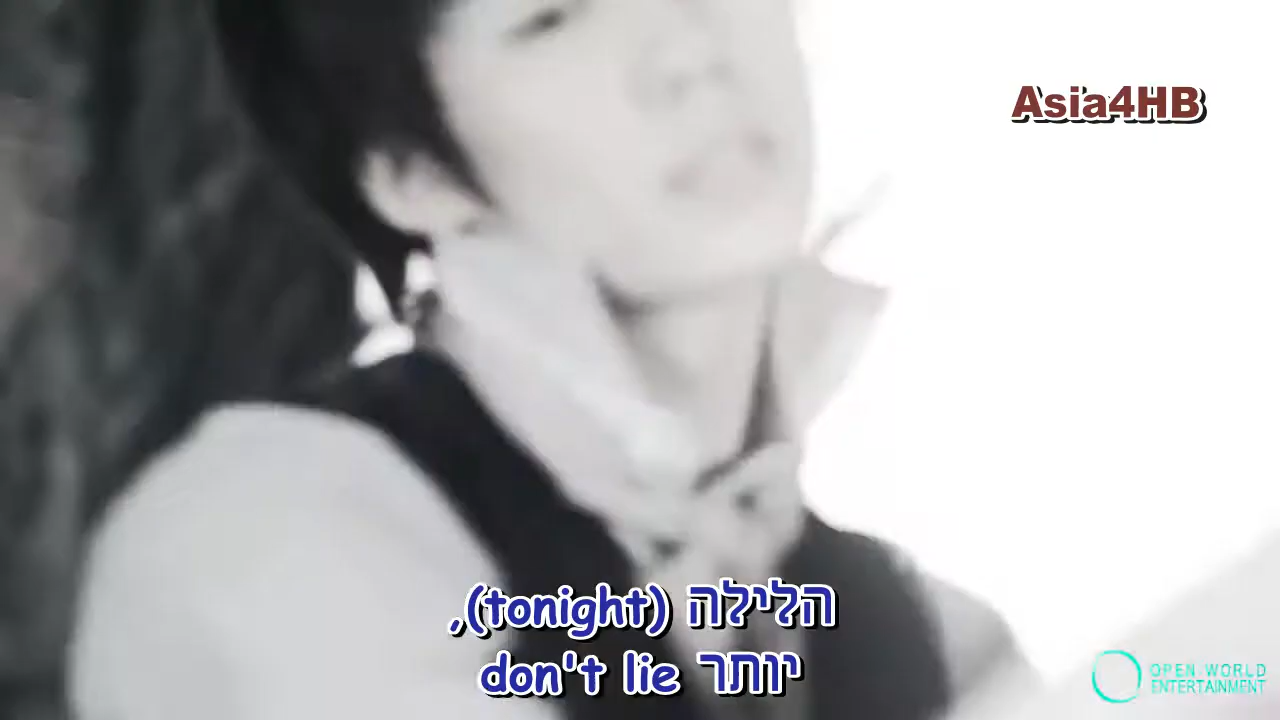 Asia4HB
הלילה (tonight),
יותר don't lie
OPEN WORLD
ENTERTAINMENT